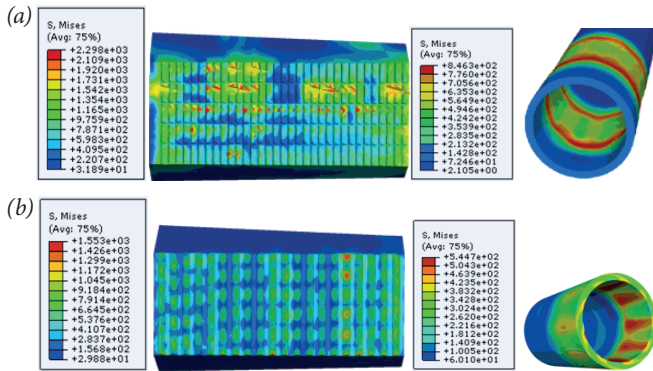 (a)
S, Mises
(Avg: 75%)
+2.298e+03
+2.109e+03
+1.920e+03
+1.731e+03
+1.542e+03
+1.354e+03
+1.165e+03
+9.759e+02
+7.871e+02
+5.983e+02
+4.095e+02
+2.207e+02
+3.189e+01
S, Mises
(Avg: 75%)
+8.463e+02
+7.760e+02
+7.056e+02
+6.353e+02
+5.649e+02
+4.946e+02
+4.242e+02
+3.539e+02
+2.835e+02
+2.132e+02
+1.428e+02
+7.246e+01
+2.105e+00
(b)
S, Mises
(Avg: 75%)
+1.553e+03
+1.426e+03
+1.299e+03
+1.172e+03
+1.045e+03
+9.184e+02
+7.914e+02
+6.645e+02
+5.376e+02
+4.107e+02
+2.837e+02
+1.568e+02
+2.988e+01
S, Mises
(Avg: 75%)
+5.447e+02
+5.043e+02
+4.639e+02
+4.235e+02
+3.832e+02
+3.428e+02
+3.024e+02
+2.620e+02
+2.216e+02
+1.812e+02
+1.409e+02
+1.005e+02
+6.010e+01